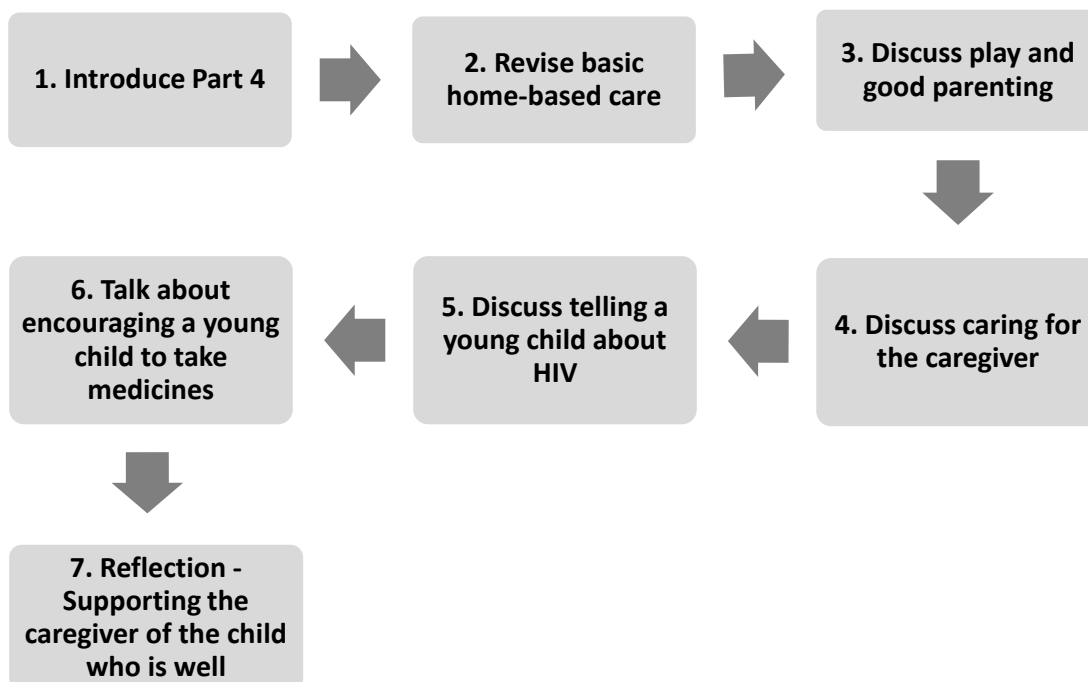 1. Introduce Part 4
2. Revise basic
home-based care
3. Discuss play and
good parenting
4. Discuss caring for
the caregiver
5. Discuss telling a
young child about
HIV
6. Talk about
encouraging a young
child to take
medicines
7. Reflection -
Supporting the
caregiver of the child
who is well